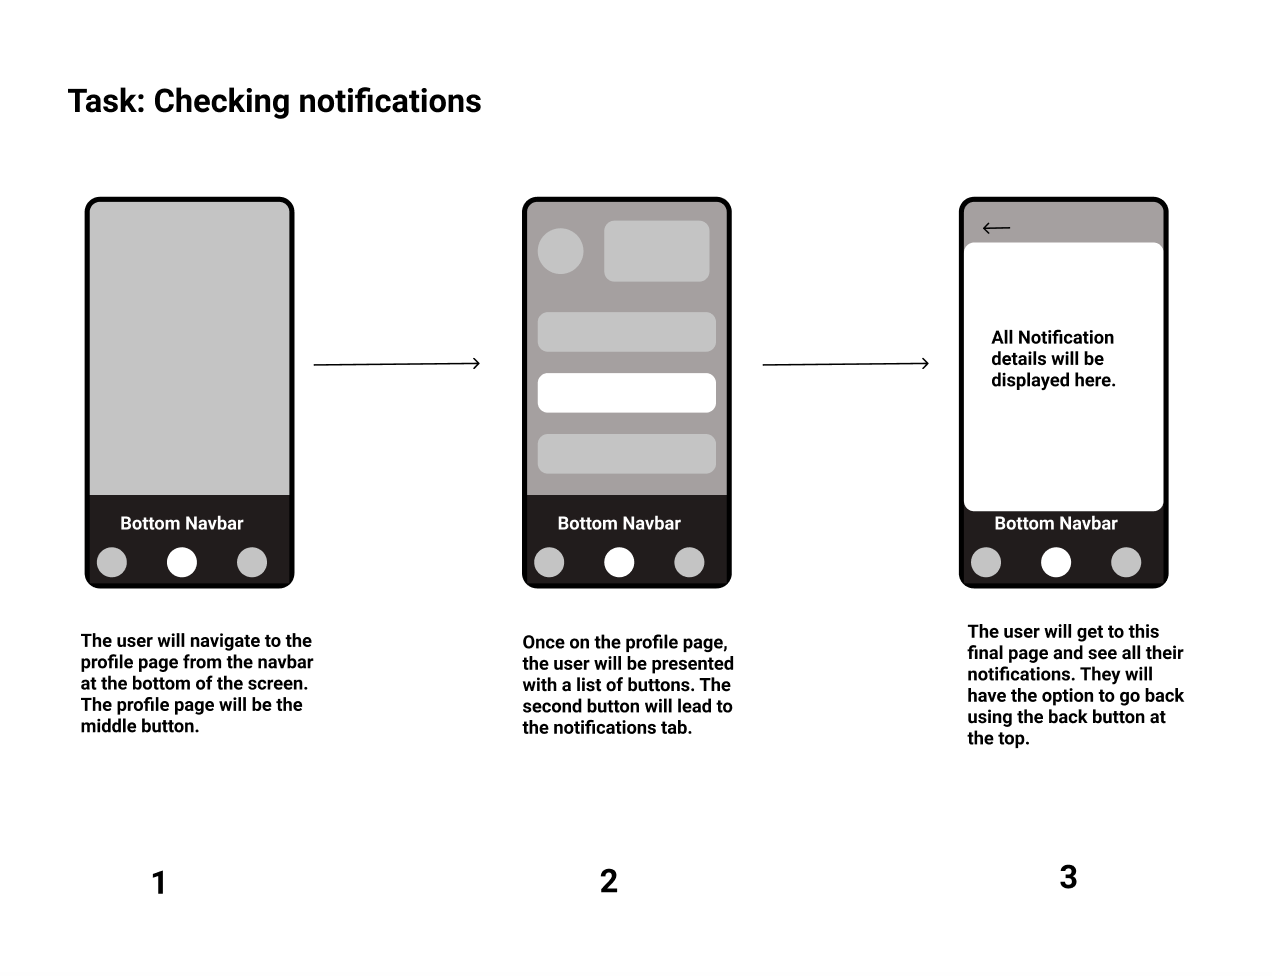 Task: Checking notifications
All Notification
details will be
displayed here.
Bottom Navbar
Bottom Navbar
Bottom Navbar
The user will navigate to the
profile page from the navbar
at the bottom of the screen.
The profile page will be the
middle button.
Once on the profile page,
the user will be presented
with a list of buttons. The
second button will lead to
the notifications tab.
The user will get to this
final page and see all their
notifications. They will
have the option to go back
using the back button at
the top.
1
2
3